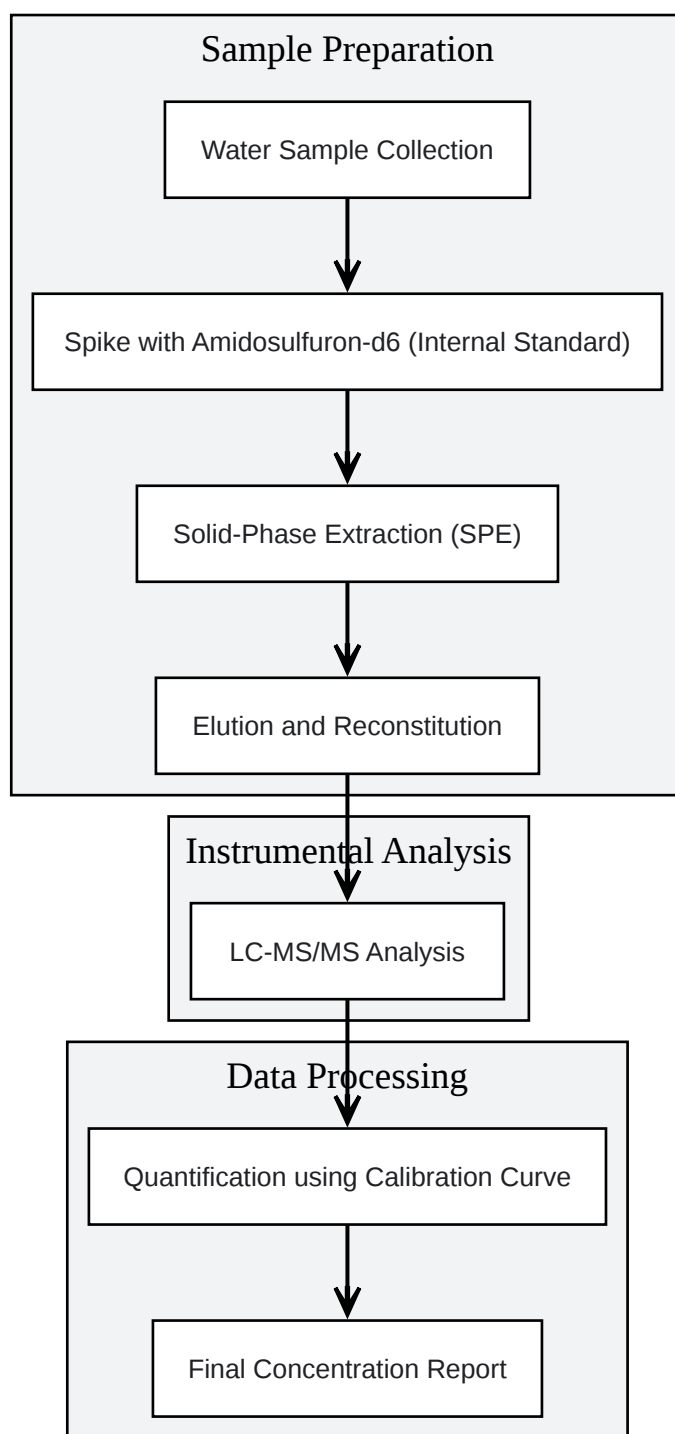 Sample Preparation
Water Sample Collection
Spike with Amidosulfuron-d6 (Internal Standard)
Solid-Phase Extraction (SPE)
Elution and Reconstitution
Instrumental Analysis
LC-MS/MS Analysis
Data Processing
Quantification using Calibration Curve
Final Concentration Report